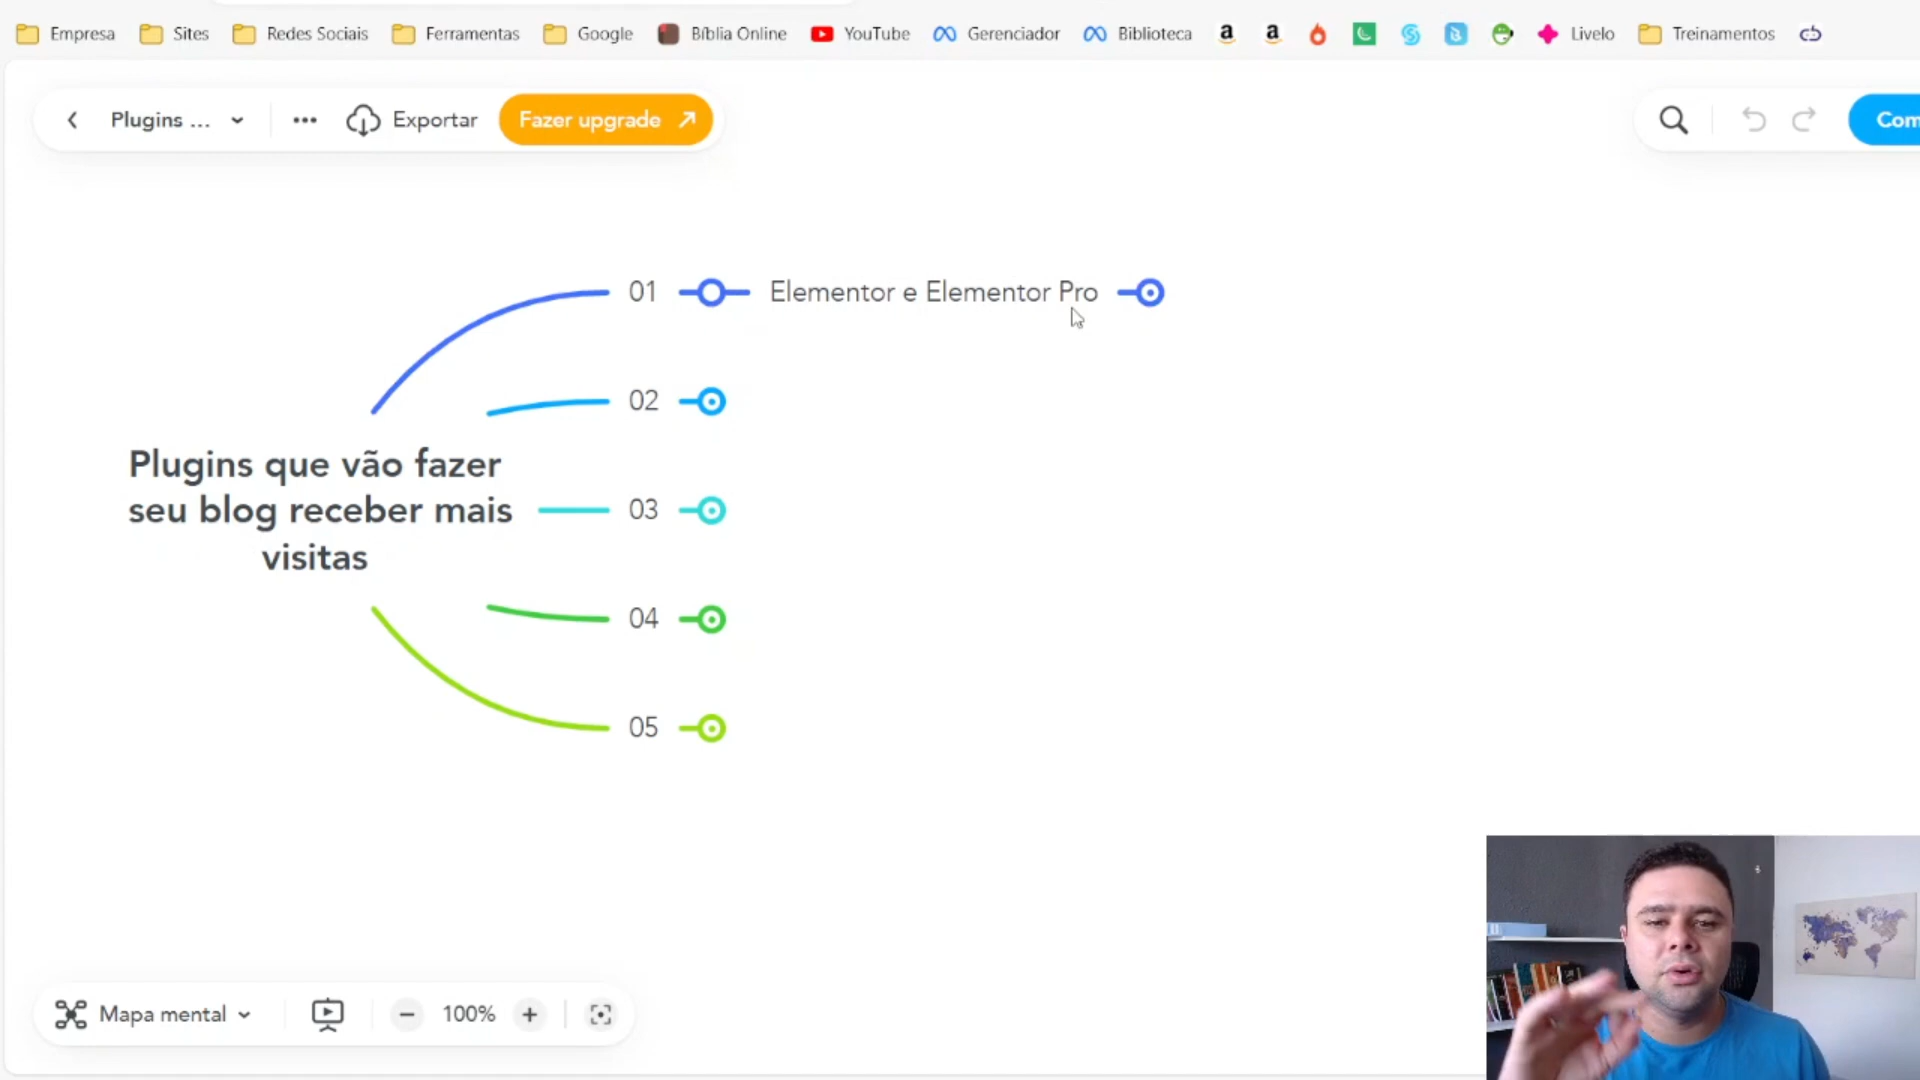 Empresa Sites Redes Sociais Ferramentas Google Bíblia Online YouTube Gerenciador Biblioteca a a Livelo Treinamentos
Plugins ... Exportar Fazer upgrade Com
01 Elementor e Elementor Pro
02
Plugins que vão fazer
seu blog receber mais
visitas
03
04
05
Mapa mental 100%